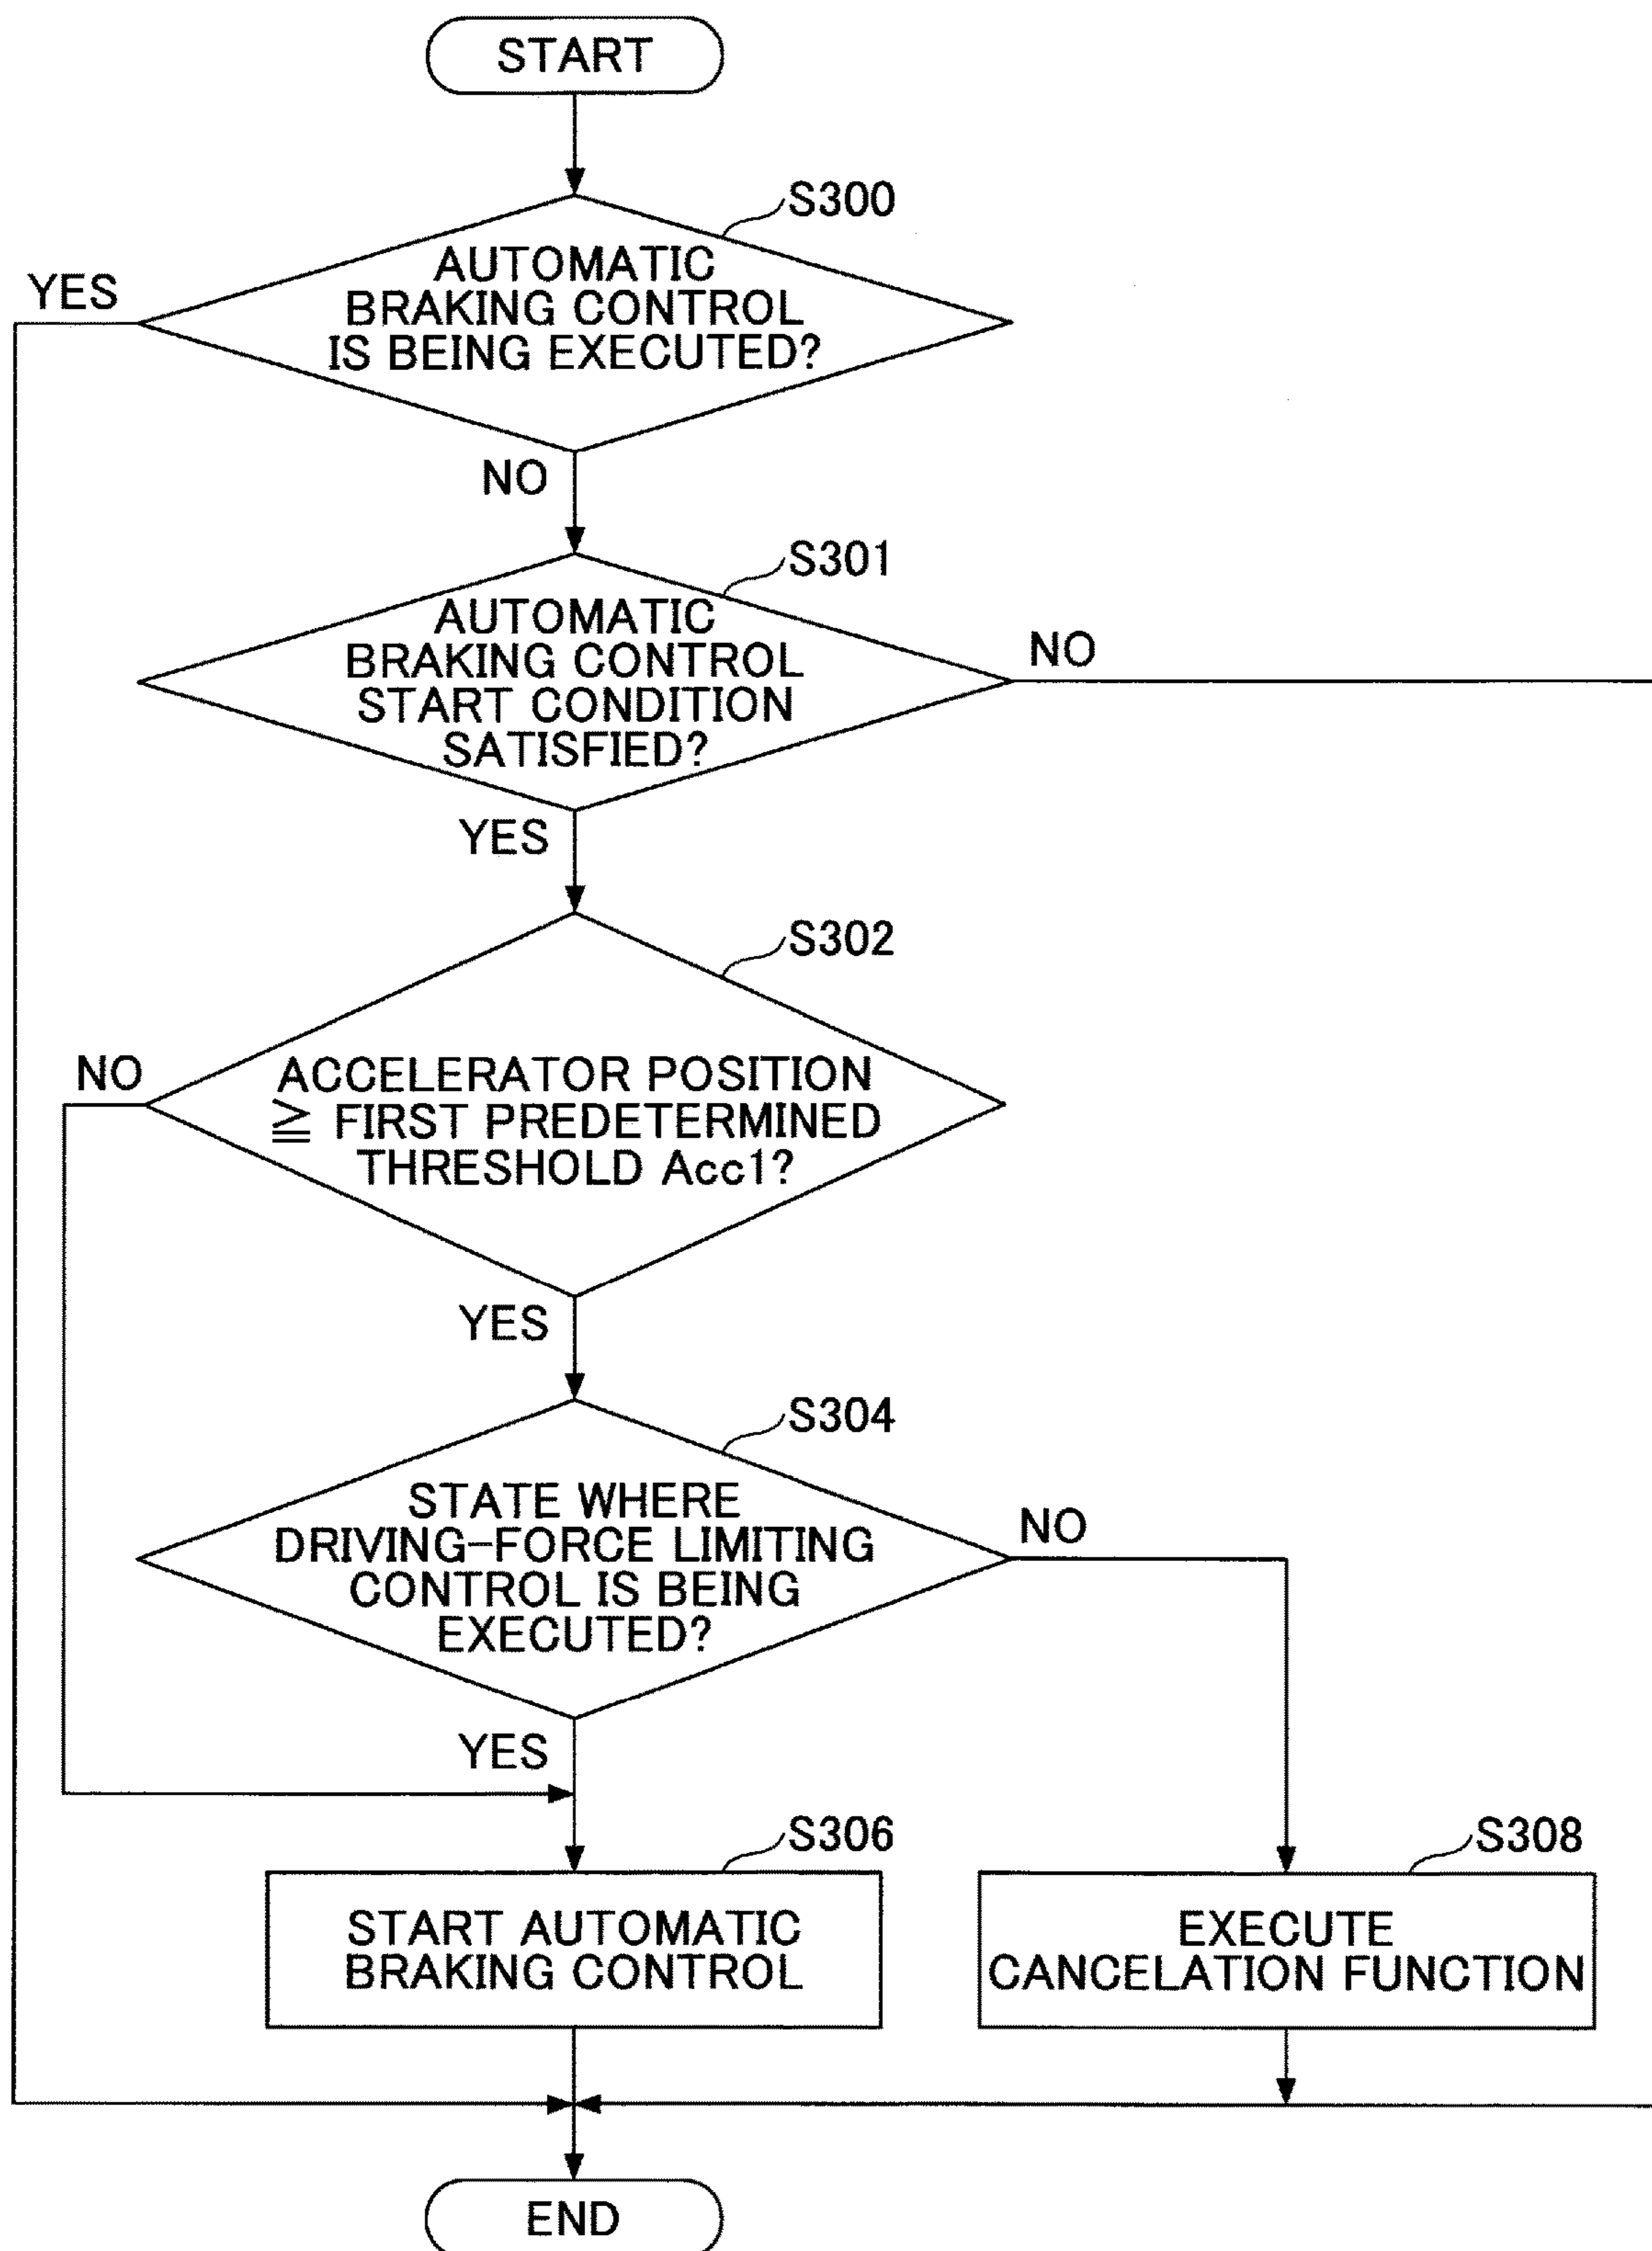 START
S300
AUTOMATIC
BRAKING CONTROL
IS BEING EXECUTED?
YES
NO
S301
AUTOMATIC
BRAKING CONTROL
START CONDITION
SATISFIED?
NO
YES
S302
ACCELERATOR POSITION
≧ FIRST PREDETERMINED
THRESHOLD Acc1?
NO
YES
S304
STATE WHERE
DRIVING-FORCE LIMITING
CONTROL IS BEING
EXECUTED?
NO
YES
S306
START AUTOMATIC
BRAKING CONTROL
S308
EXECUTE
CANCELATION FUNCTION
END